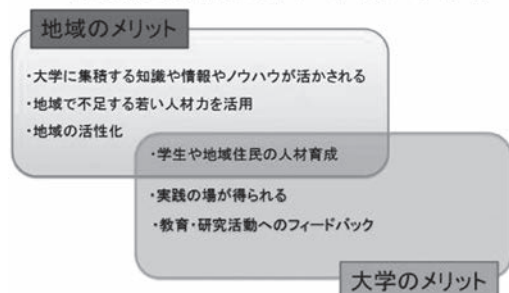 地域のメリット
・大学に集積する知識や情報やノウハウが活かされる
・地域で不足する若い人材力を活用
・地域の活性化
・学生や地域住民の人材育成
・実践の場が得られる
・教育・研究活動へのフィードバック
大学のメリット